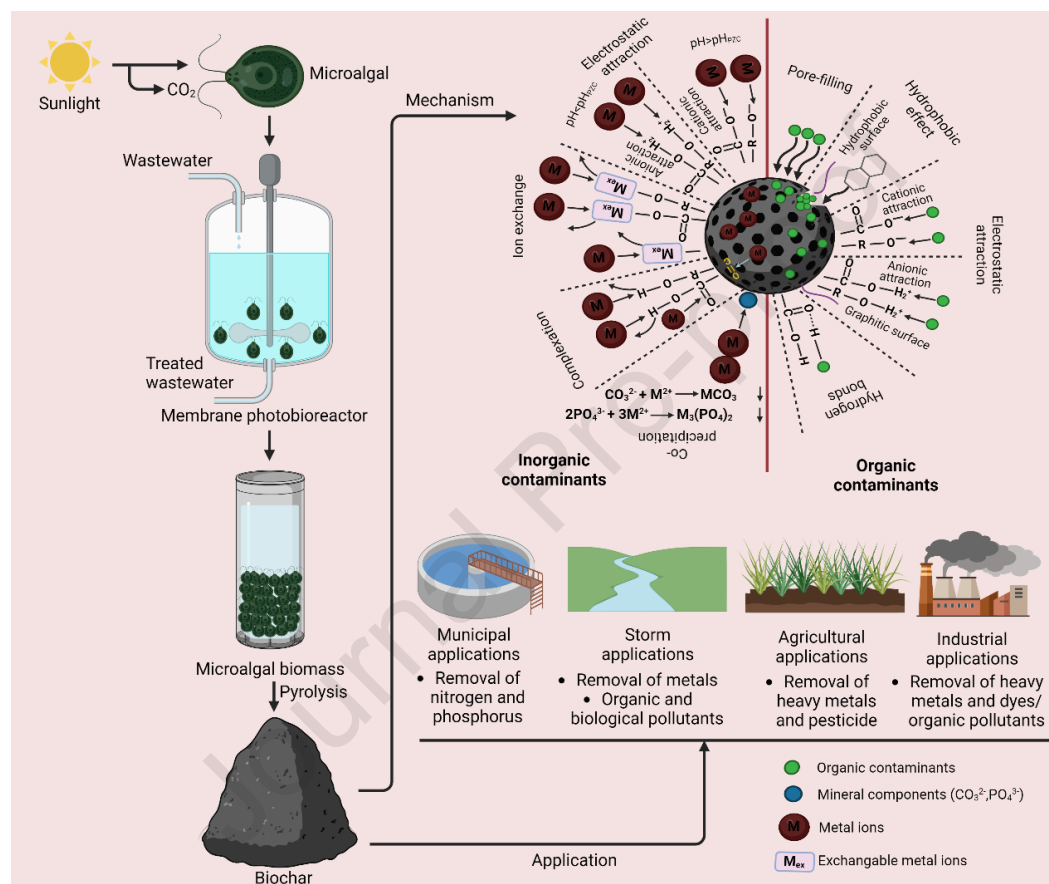 Sunlight
CO₂
Microalgal
Wastewater
Treated
wastewater
Membrane photobioreactor
Microalgal biomass
Pyrolysis
Biochar
Mechanism
Application
Electrostatic
attraction
pH<pHPZC
pH>pHPZC
Cationic
attraction
Anionic
attraction
Ion exchange
Complexation
Co-
precipitation
CO₃²⁻ + M²⁺ → MCO₃ ↓
2PO₄³⁻ + 3M²⁺ → M₃(PO₄)₂ ↓
Inorganic
contaminants
Pore-filling
Hydrophobic
effect
Hydrophobic
surface
Cationic
attraction
Electrostatic
attraction
Anionic
attraction
Graphitic surface
Hydrogen
bonds
Organic
contaminants
Municipal
applications
• Removal of
nitrogen and
phosphorus
Storm
applications
• Removal of metals
• Organic and
biological pollutants
Agricultural
applications
• Removal of
heavy metals
and pesticide
Industrial
applications
• Removal of heavy
metals and dyes/
organic pollutants
Organic contaminants
Mineral components (CO₃²⁻,PO₄³⁻)
M Metal ions
Mex Exchangable metal ions
Journal Pre-proof